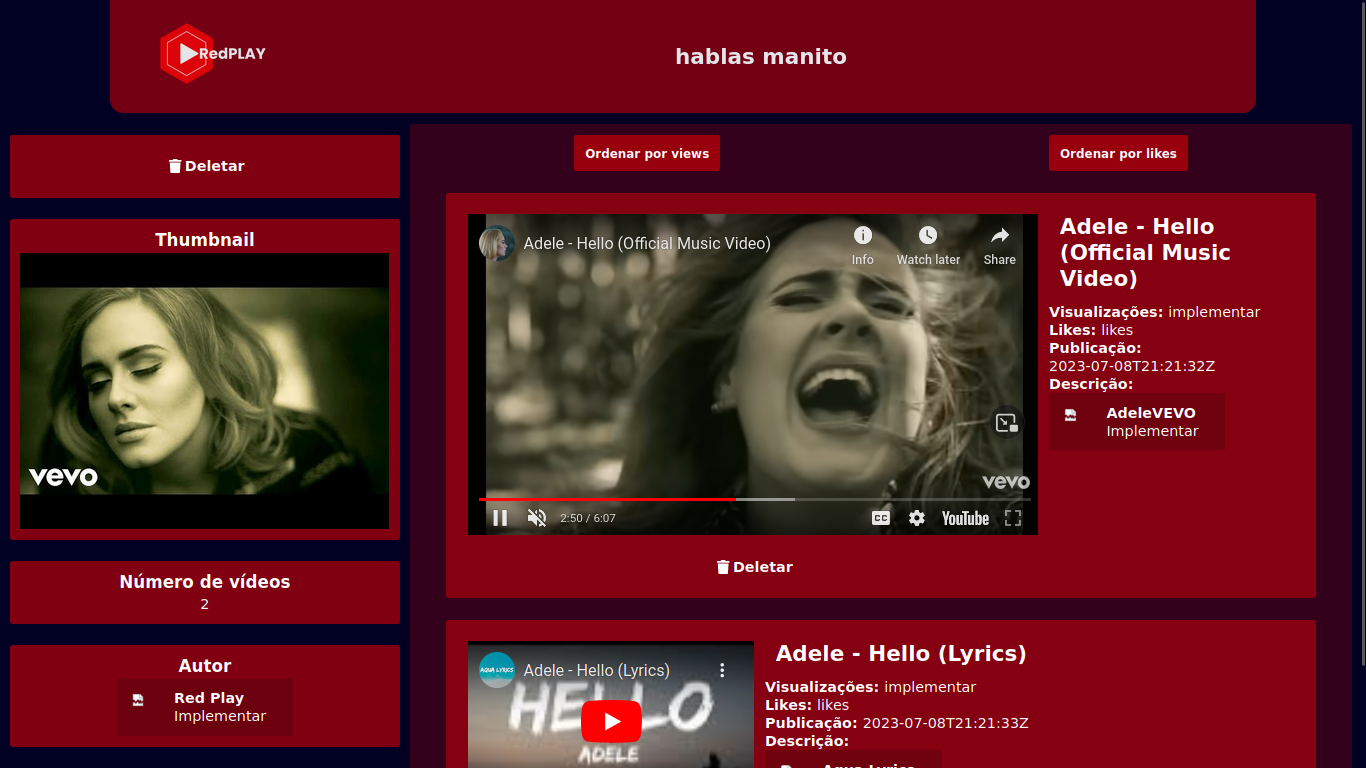 RedPLAY
hablas manito
Deletar
Thumbnail
vevo
Número de vídeos
2
Autor
Red Play
Implementar
Ordenar por views
Ordenar por likes
Adele - Hello (Official Music Video)
Info
Watch later
Share
vevo
2:50 / 6:07
CC
YouTube
Deletar
Adele - Hello
(Official Music
Video)
Visualizações: implementar
Likes: likes
Publicação:
2023-07-08T21:21:32Z
Descrição:
AdeleVEVO
Implementar
AQUA LYRICS
Adele - Hello (Lyrics)
HELLO
ADELE
Adele - Hello (Lyrics)
Visualizações: implementar
Likes: likes
Publicação: 2023-07-08T21:21:33Z
Descrição:
Aqua Lyrics